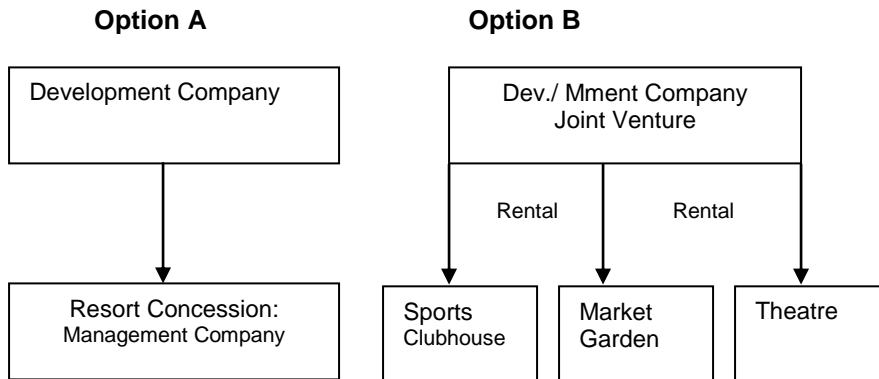 Option A
Option B
Development Company
Dev./ Mment Company
Joint Venture
Rental
Rental
Resort Concession:
Management Company
Sports
Clubhouse
Market
Garden
Theatre